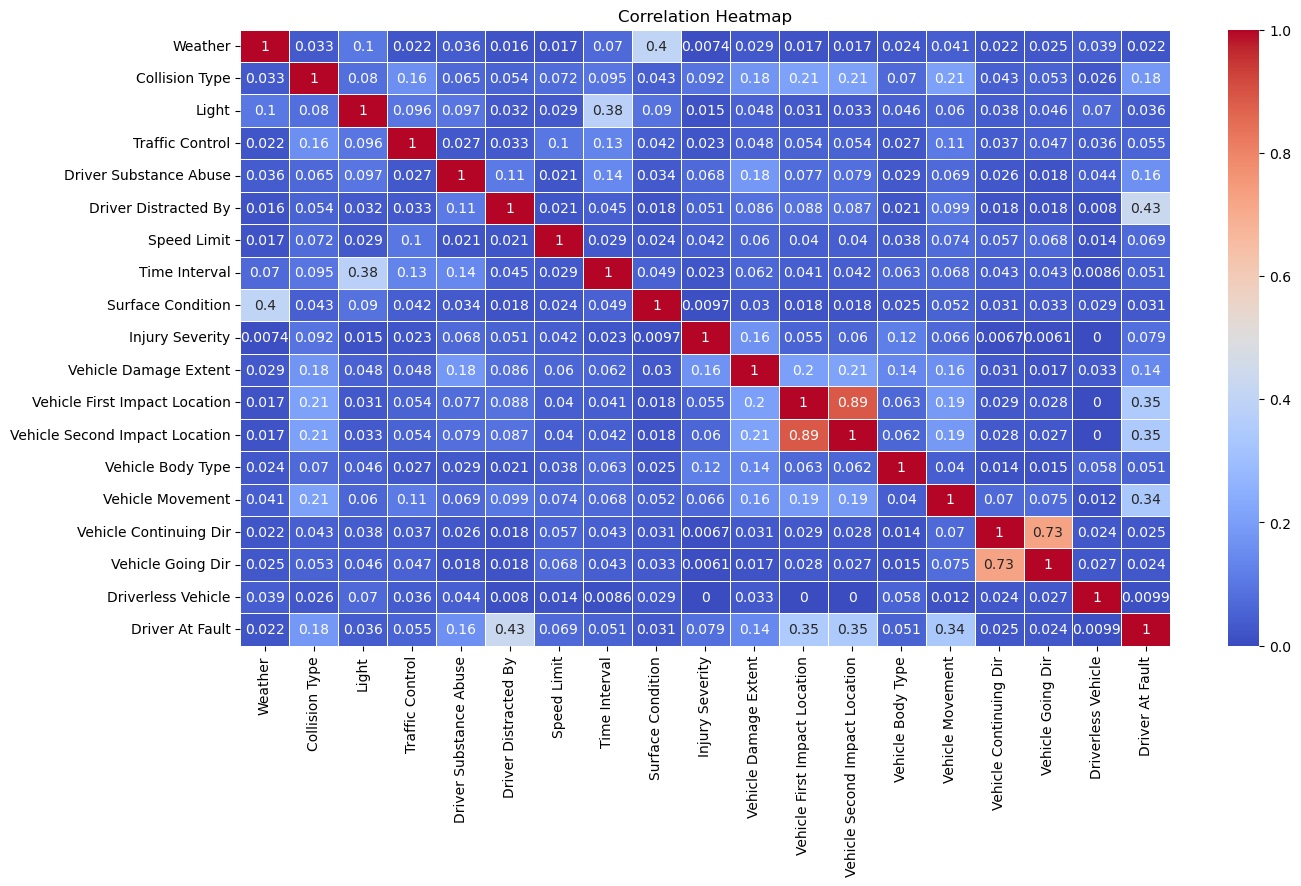 Correlation Heatmap
Weather 1 0.033 0.1 0.022 0.036 0.016 0.017 0.07 0.4 0.0074 0.029 0.017 0.017 0.024 0.041 0.022 0.025 0.039 0.022
Collision Type 0.033 1 0.08 0.16 0.065 0.054 0.072 0.095 0.043 0.092 0.18 0.21 0.21 0.07 0.21 0.043 0.053 0.026 0.18
Light 0.1 0.08 1 0.096 0.097 0.032 0.029 0.38 0.09 0.015 0.048 0.031 0.033 0.046 0.06 0.038 0.046 0.07 0.036
Traffic Control 0.022 0.16 0.096 1 0.027 0.033 0.1 0.13 0.042 0.023 0.048 0.054 0.054 0.027 0.11 0.037 0.047 0.036 0.055
Driver Substance Abuse 0.036 0.065 0.097 0.027 1 0.11 0.021 0.14 0.034 0.068 0.18 0.077 0.079 0.029 0.069 0.026 0.018 0.044 0.16
Driver Distracted By 0.016 0.054 0.032 0.033 0.11 1 0.021 0.045 0.018 0.051 0.086 0.088 0.087 0.021 0.099 0.018 0.018 0.008 0.43
Speed Limit 0.017 0.072 0.029 0.1 0.021 0.021 1 0.029 0.024 0.042 0.06 0.04 0.04 0.038 0.074 0.057 0.068 0.014 0.069
Time Interval 0.07 0.095 0.38 0.13 0.14 0.045 0.029 1 0.049 0.023 0.062 0.041 0.042 0.063 0.068 0.043 0.043 0.0086 0.051
Surface Condition 0.4 0.043 0.09 0.042 0.034 0.018 0.024 0.049 1 0.0097 0.03 0.018 0.018 0.025 0.052 0.031 0.033 0.029 0.031
Injury Severity 0.0074 0.092 0.015 0.023 0.068 0.051 0.042 0.023 0.0097 1 0.16 0.055 0.06 0.12 0.066 0.0067 0.0061 0 0.079
Vehicle Damage Extent 0.029 0.18 0.048 0.048 0.18 0.086 0.06 0.062 0.03 0.16 1 0.2 0.21 0.14 0.16 0.031 0.017 0.033 0.14
Vehicle First Impact Location 0.017 0.21 0.031 0.054 0.077 0.088 0.04 0.041 0.018 0.055 0.2 1 0.89 0.063 0.19 0.029 0.028 0 0.35
Vehicle Second Impact Location 0.017 0.21 0.033 0.054 0.079 0.087 0.04 0.042 0.018 0.06 0.21 0.89 1 0.062 0.19 0.028 0.027 0 0.35
Vehicle Body Type 0.024 0.07 0.046 0.027 0.029 0.021 0.038 0.063 0.025 0.12 0.14 0.063 0.062 1 0.04 0.014 0.015 0.058 0.051
Vehicle Movement 0.041 0.21 0.06 0.11 0.069 0.099 0.074 0.068 0.052 0.066 0.16 0.19 0.19 0.04 1 0.07 0.075 0.012 0.34
Vehicle Continuing Dir 0.022 0.043 0.038 0.037 0.026 0.018 0.057 0.043 0.031 0.0067 0.031 0.029 0.028 0.014 0.07 1 0.73 0.024 0.025
Vehicle Going Dir 0.025 0.053 0.046 0.047 0.018 0.018 0.068 0.043 0.033 0.0061 0.017 0.028 0.027 0.015 0.075 0.73 1 0.027 0.024
Driverless Vehicle 0.039 0.026 0.07 0.036 0.044 0.008 0.014 0.0086 0.029 0 0.033 0 0 0.058 0.012 0.024 0.027 1 0.0099
Driver At Fault 0.022 0.18 0.036 0.055 0.16 0.43 0.069 0.051 0.031 0.079 0.14 0.35 0.35 0.051 0.34 0.025 0.024 0.0099 1
Weather
Collision Type
Light
Traffic Control
Driver Substance Abuse
Driver Distracted By
Speed Limit
Time Interval
Surface Condition
Injury Severity
Vehicle Damage Extent
Vehicle First Impact Location
Vehicle Second Impact Location
Vehicle Body Type
Vehicle Movement
Vehicle Continuing Dir
Vehicle Going Dir
Driverless Vehicle
Driver At Fault
1.0
0.8
0.6
0.4
0.2
0.0